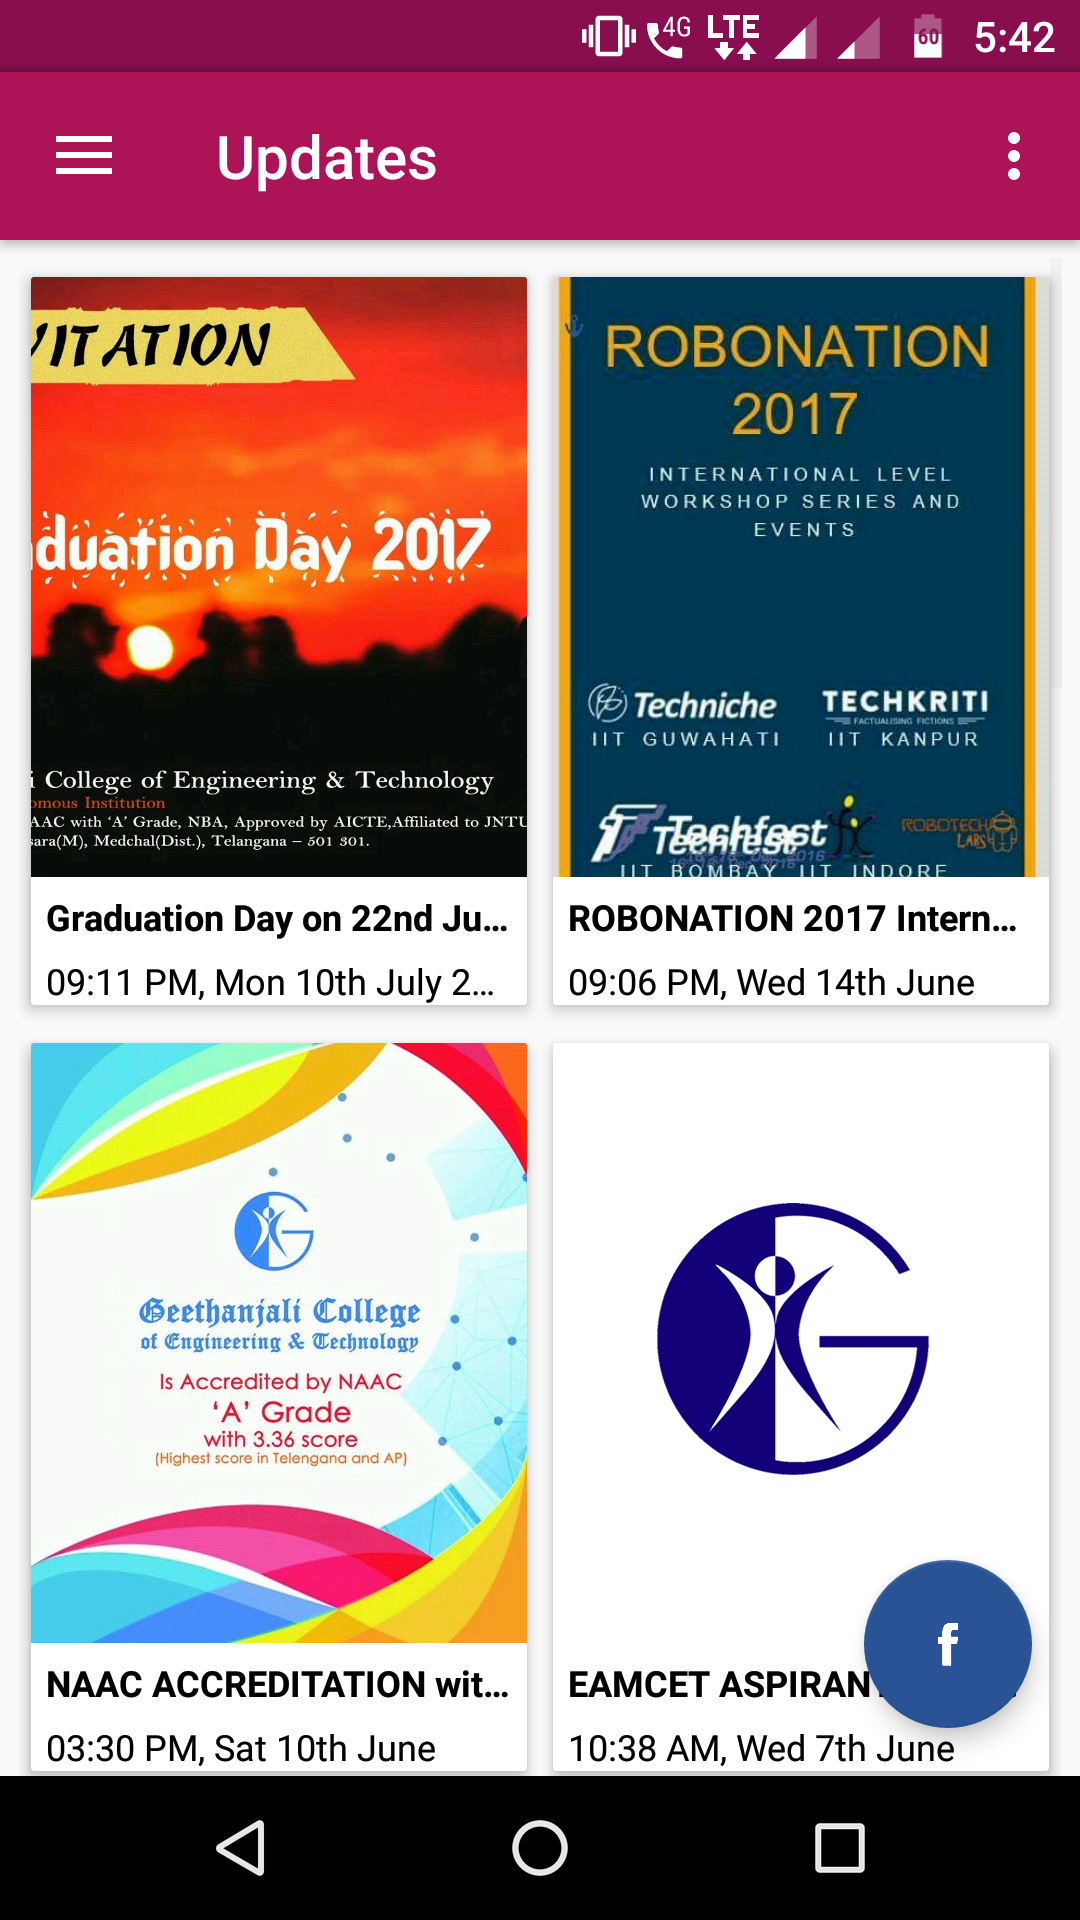 4G LTE 60 5:42
Updates
VITATION
duation Day 2017
i College of Engineering & Technology
omous Institution
AAC with ‘A’ Grade, NBA, Approved by AICTE,Affiliated to JNTU
sara(M), Medchal(Dist.), Telangana – 501 301.
Graduation Day on 22nd Ju...
09:11 PM, Mon 10th July 2...
ROBONATION
2017
INTERNATIONAL LEVEL
WORKSHOP SERIES AND
EVENTS
Techniche
IIT GUWAHATI
TECHKRITI
FACTUALISING FICTIONS
IIT KANPUR
Techfest
ROBOTECH
LABS
IIT BOMBAY IIT INDORE
ROBONATION 2017 Intern...
09:06 PM, Wed 14th June
Geethanjali College
of Engineering & Technology
Is Accredited by NAAC
‘A’ Grade
with 3.36 score
(Highest score in Telengana and AP)
NAAC ACCREDITATION wit...
03:30 PM, Sat 10th June
G
EAMCET ASPIRAN
10:38 AM, Wed 7th June
f